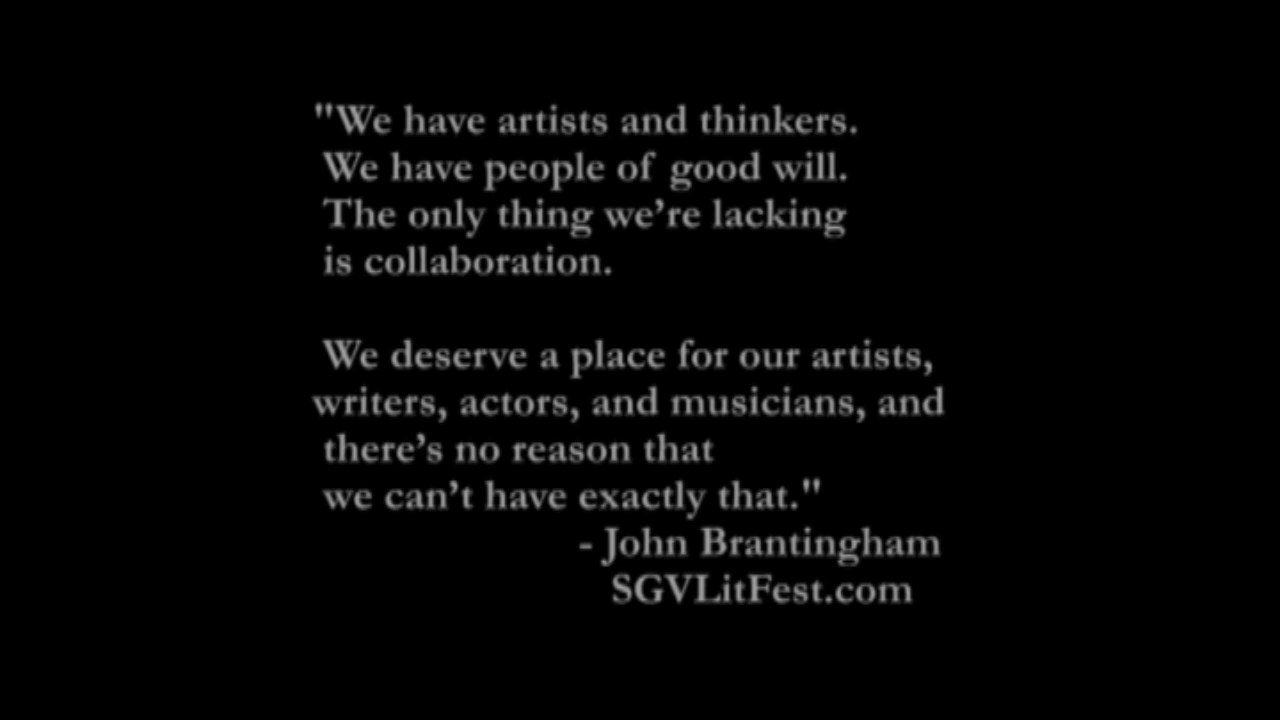 "We have artists and thinkers.
We have people of good will.
The only thing we’re lacking
is collaboration.
We deserve a place for our artists,
writers, actors, and musicians, and
there’s no reason that
we can’t have exactly that."
- John Brantingham
SGVLitFest.com